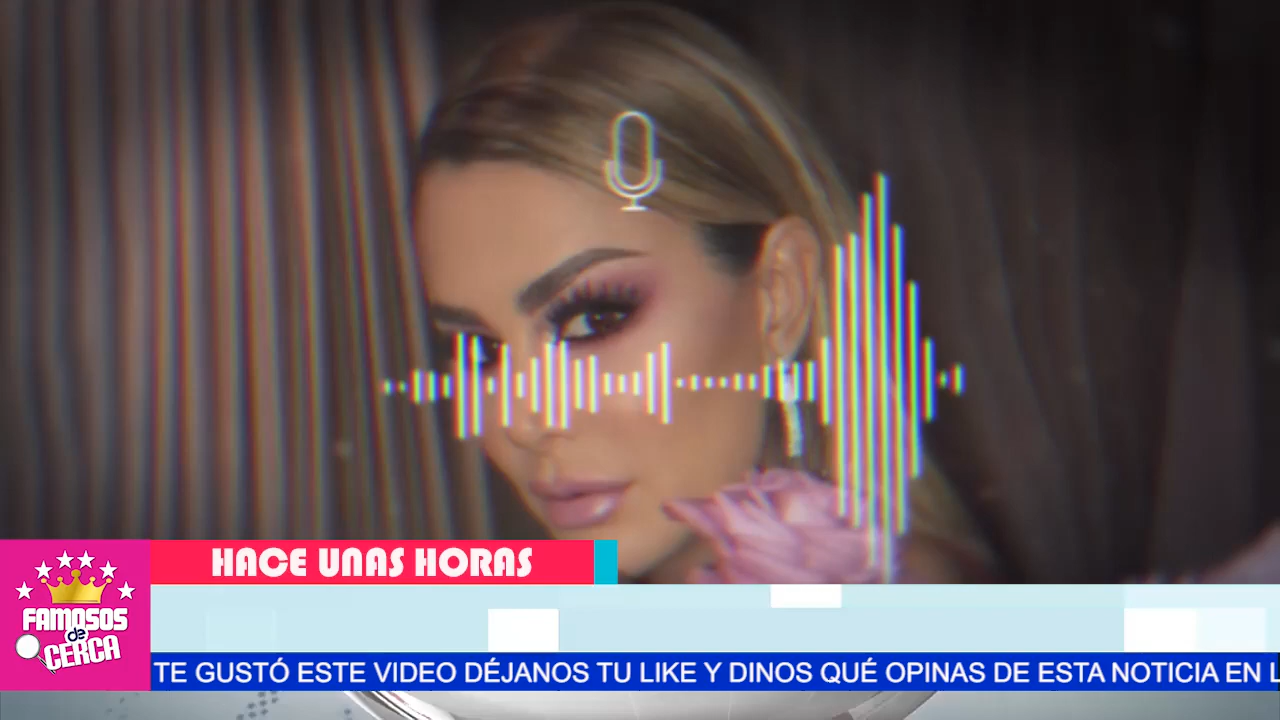 HACE UNAS HORAS
FAMOSOS
de
CERCA
TE GUSTÓ ESTE VIDEO DÉJANOS TU LIKE Y DINOS QUÉ OPINAS DE ESTA NOTICIA EN L